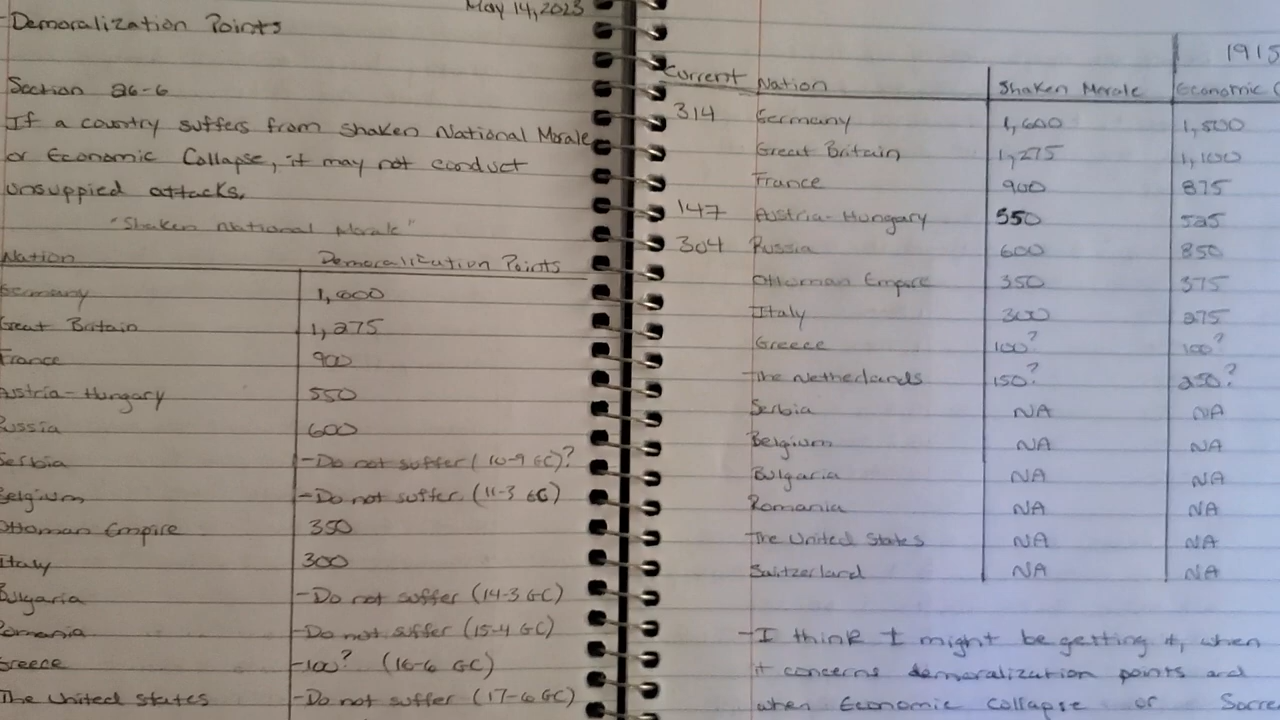 May 14, 2023
Demoralization Points
Section 26-6
If a country suffers from Shaken National Morale
or Economic Collapse, it may not conduct
unsuppied attacks.
"Shaken National Morale"
Nation Demoralization Points
Germany 1,600
Great Britain 1,275
France 900
Austria-Hungary 550
Russia 600
Serbia -Do not suffer (10-9 GC)?
Belgium -Do not suffer (11-3 GC)
Ottoman Empire 350
Italy 300
Bulgaria -Do not suffer (14-3 GC)
Romania -Do not suffer (15-4 GC)
Greece -100? (16-6 GC)
The United States -Do not suffer (17-6 GC)
1915
Current Nation Shaken Morale Economic C
314 Germany 1,600 1,500
Great Britain 1,275 1,100
France 900 875
147 Austria-Hungary 550 525
304 Russia 600 850
Ottoman Empire 350 375
Italy 300 275
Greece 100? 100?
The Netherlands 150? 250?
Serbia NA NA
Belgium NA NA
Bulgaria NA NA
Romania NA NA
The United States NA NA
Switzerland NA NA
-I think I might be getting it, when
it concerns demoralization points and
when Economic Collapse or